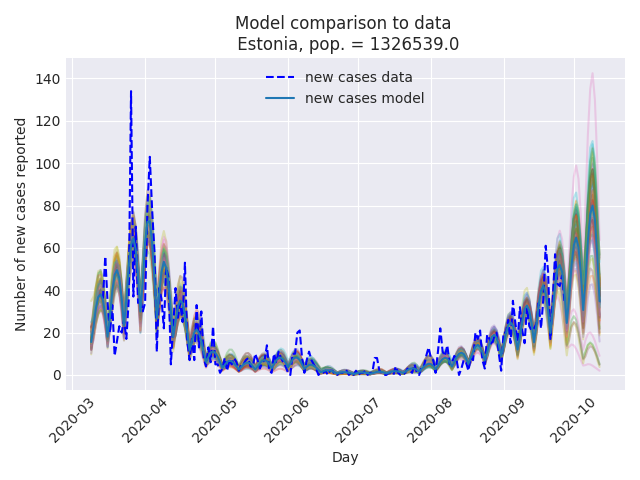 Model comparison to data
Estonia, pop. = 1326539.0
new cases data
new cases model
Number of new cases reported
140
120
100
80
60
40
20
0
2020-03
2020-04
2020-05
2020-06
2020-07
2020-08
2020-09
2020-10
Day